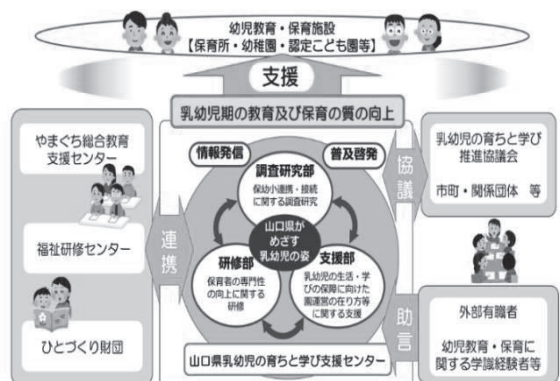 幼児教育・保育施設
【保育所・幼稚園・認定こども園等】
支援
乳幼児期の教育及び保育の質の向上
やまぐち総合教育
支援センター
福祉研修センター
ひとづくり財団
連携
情報発信
普及啓発
調査研究部
保幼小連携・接続
に関する調査研究
山口県が
めざす
乳幼児の姿
研修部
保育者の専門性
の向上に関する
研修
支援部
乳幼児の生活・学
びの保障に向けた
園運営の在り方等
に関する支援
山口県乳幼児の育ちと学び支援センター
協議
乳幼児の育ちと学び
推進協議会
市町・関係団体 等
助言
外部有識者
幼児教育・保育に
関する学識経験者等